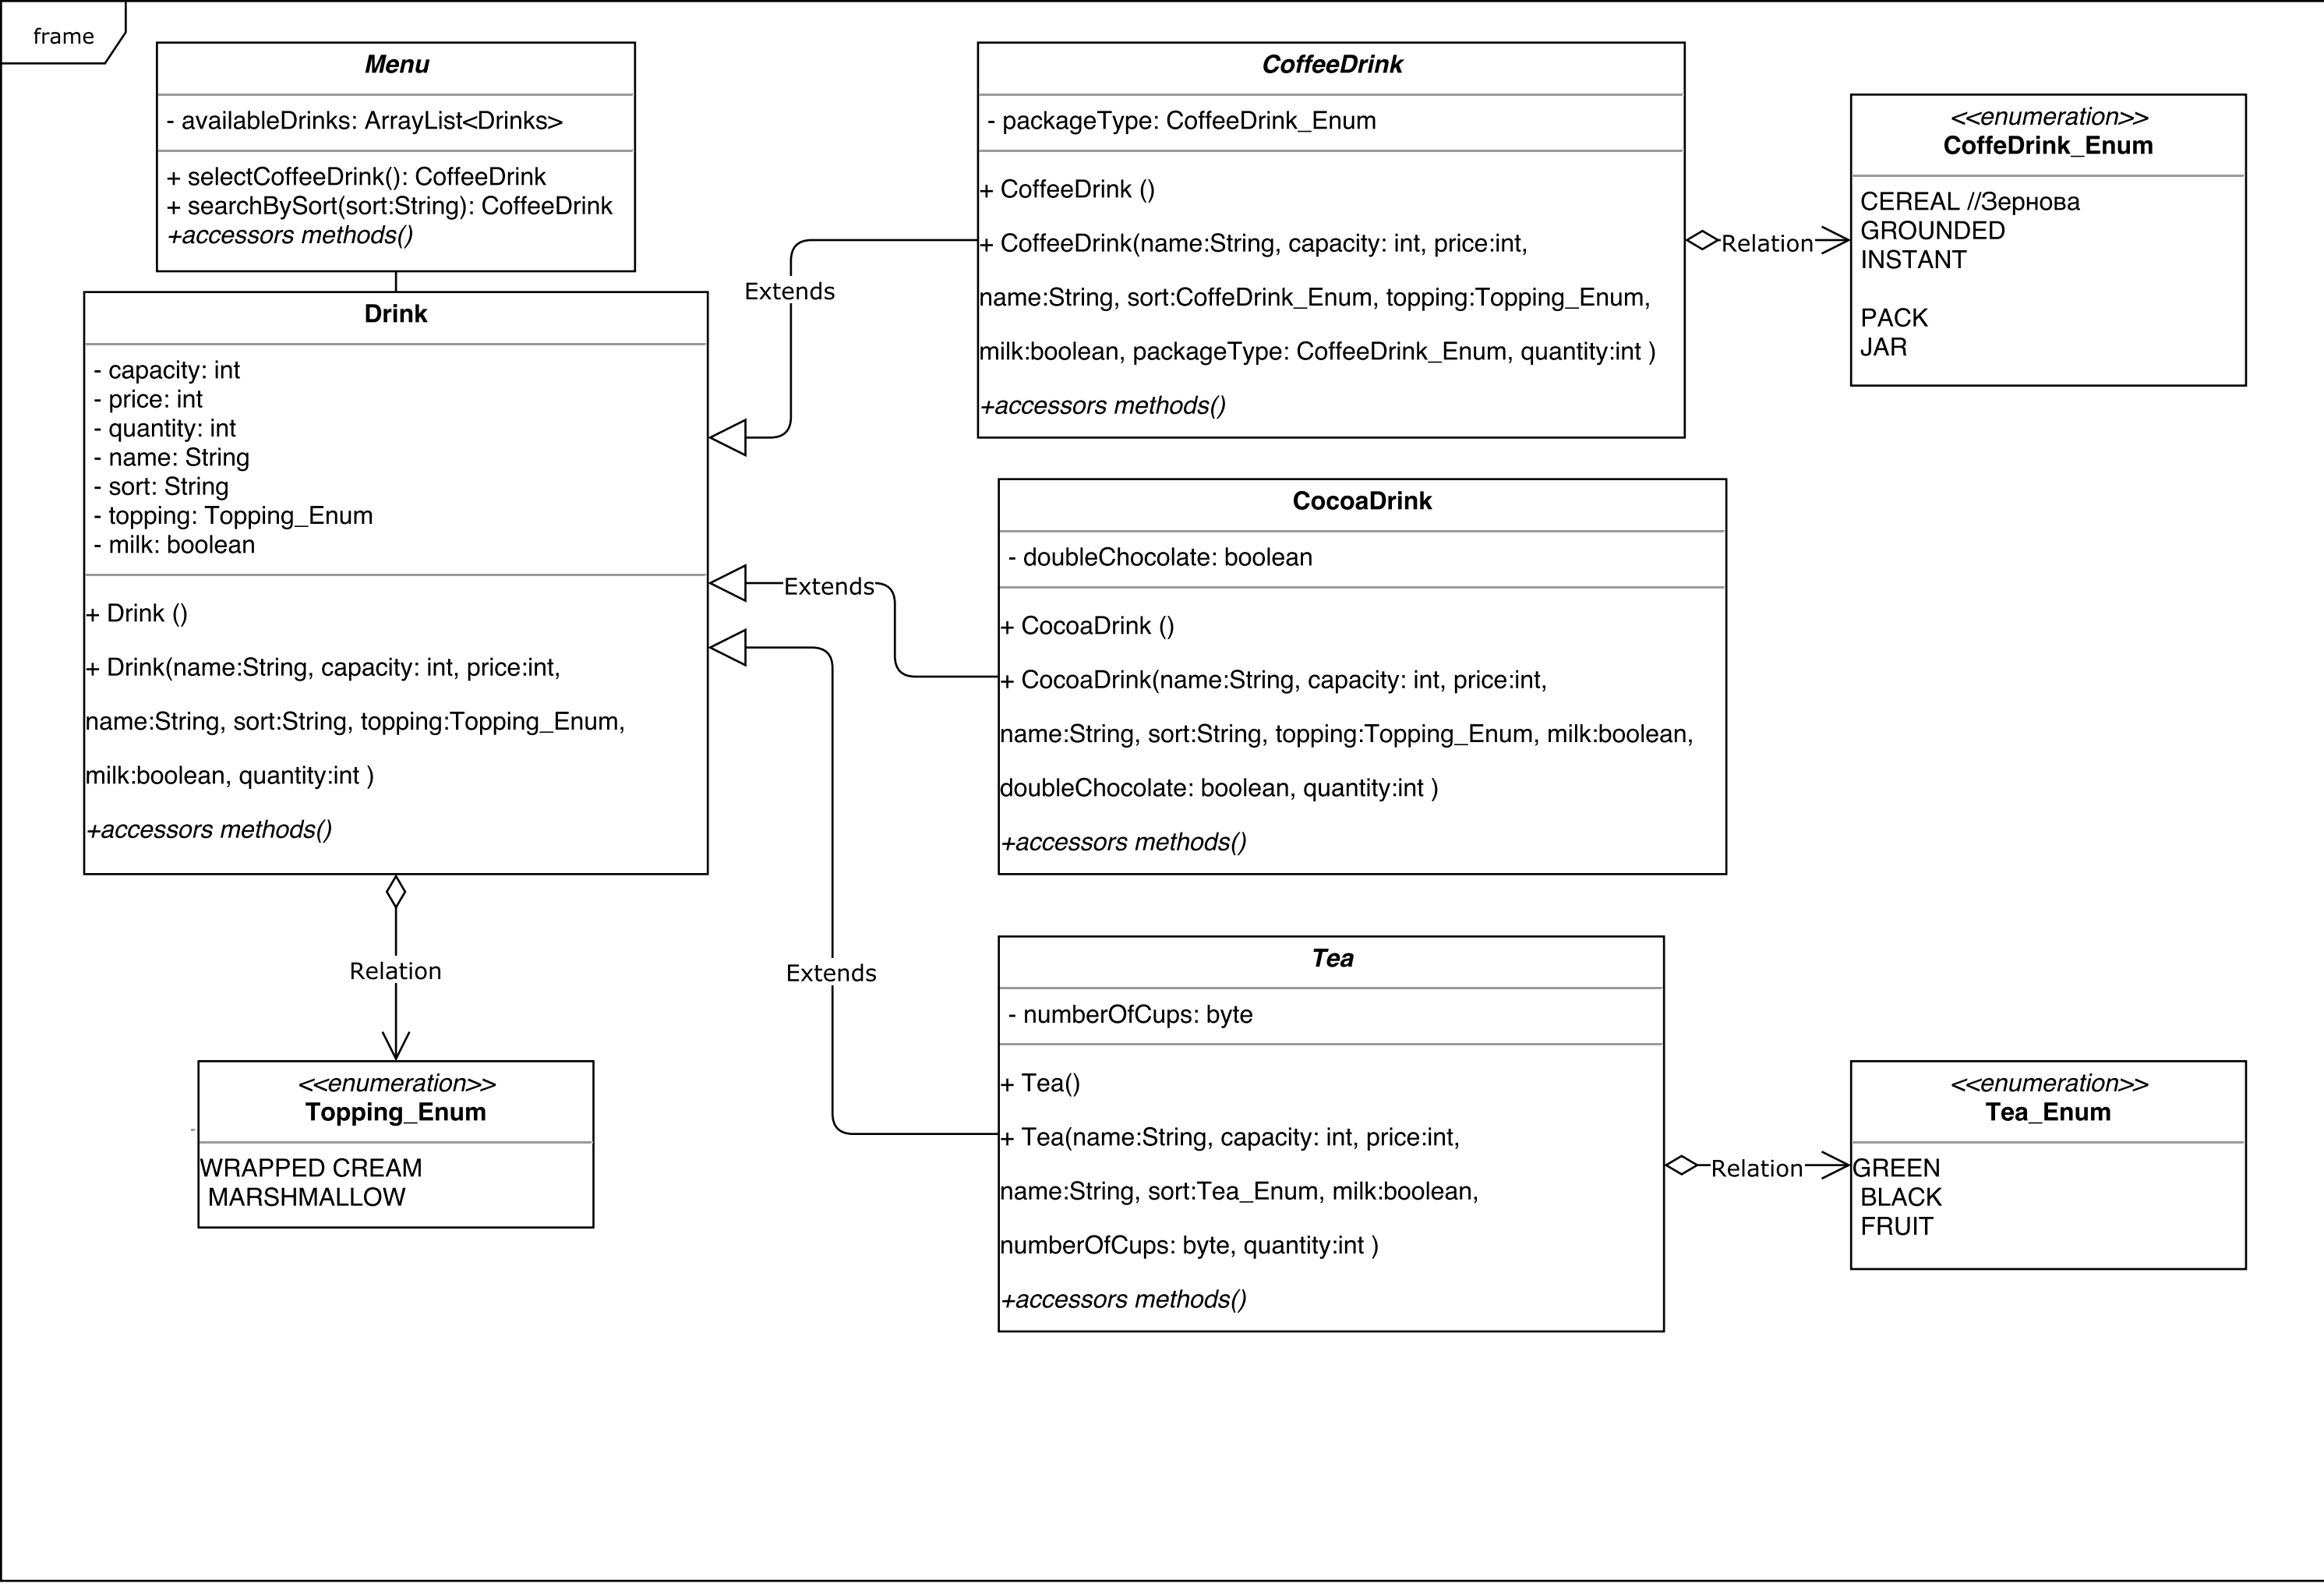 frame
Menu
- availableDrinks: ArrayList<Drinks>
+ selectCoffeeDrink(): CoffeeDrink
+ searchBySort(sort:String): CoffeeDrink
+accessors methods()
Drink
- capacity: int
- price: int
- quantity: int
- name: String
- sort: String
- topping: Topping_Enum
- milk: boolean
+ Drink ()
+ Drink(name:String, capacity: int, price:int,
name:String, sort:String, topping:Topping_Enum,
milk:boolean, quantity:int )
+accessors methods()
Relation
<<enumeration>>
Topping_Enum
WRAPPED CREAM
MARSHMALLOW
Extends
Extends
Extends
CoffeeDrink
- packageType: CoffeeDrink_Enum
+ CoffeeDrink ()
+ CoffeeDrink(name:String, capacity: int, price:int,
name:String, sort:CoffeDrink_Enum, topping:Topping_Enum,
milk:boolean, packageType: CoffeeDrink_Enum, quantity:int )
+accessors methods()
Relation
<<enumeration>>
CoffeDrink_Enum
CEREAL //Зернова
GROUNDED
INSTANT
PACK
JAR
CocoaDrink
- doubleChocolate: boolean
+ CocoaDrink ()
+ CocoaDrink(name:String, capacity: int, price:int,
name:String, sort:String, topping:Topping_Enum, milk:boolean,
doubleChocolate: boolean, quantity:int )
+accessors methods()
Tea
- numberOfCups: byte
+ Tea()
+ Tea(name:String, capacity: int, price:int,
name:String, sort:Tea_Enum, milk:boolean,
numberOfCups: byte, quantity:int )
+accessors methods()
Relation
<<enumeration>>
Tea_Enum
GREEN
BLACK
FRUIT